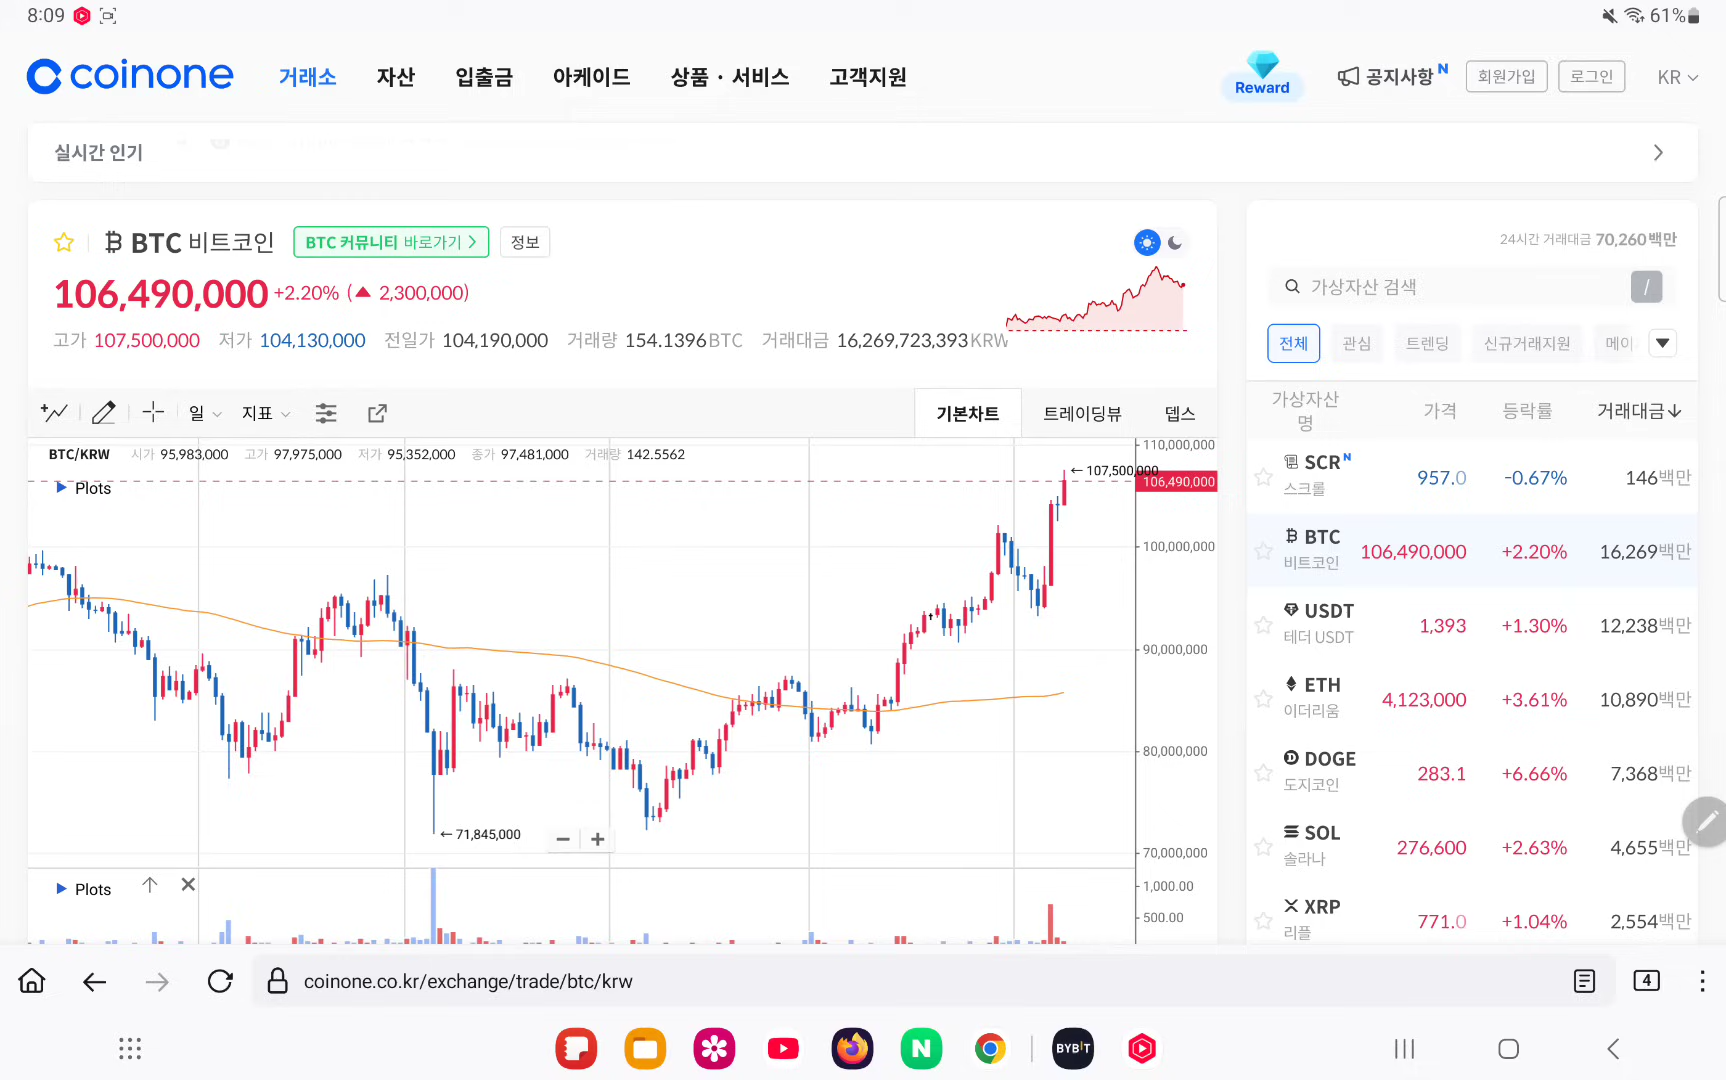 8:09
61%
coinone 거래소 자산 입출금 아케이드 상품 · 서비스 고객지원
Reward
공지사항 N
회원가입
로그인
KR
실시간 인기
BTC 비트코인
BTC 커뮤니티 바로가기 >
정보
106,490,000 +2.20% (▲ 2,300,000)
고가 107,500,000 저가 104,130,000 전일가 104,190,000 거래량 154.1396BTC 거래대금 16,269,723,393KRW
일 지표
기본차트 트레이딩뷰 뎁스
BTC/KRW 시가 95,983,000 고가 97,975,000 저가 95,352,000 종가 97,481,000 거래량 142.5562
Plots
110,000,000
←107,500,000
106,490,000
100,000,000
90,000,000
80,000,000
70,000,000
←71,845,000
− +
Plots
1,000.00
500.00
24시간 거래대금 70,260백만
가상자산 검색 /
전체 관심 트렌딩 신규거래지원 메이
가상자산명 가격 등락률 거래대금↓
SCR N 957.0 -0.67% 146백만
스크롤
BTC 106,490,000 +2.20% 16,269백만
비트코인
USDT 1,393 +1.30% 12,238백만
테더 USDT
ETH 4,123,000 +3.61% 10,890백만
이더리움
DOGE 283.1 +6.66% 7,368백만
도지코인
SOL 276,600 +2.63% 4,655백만
솔라나
XRP 771.0 +1.04% 2,554백만
리플
coinone.co.kr/exchange/trade/btc/krw
4
N
BYBIT